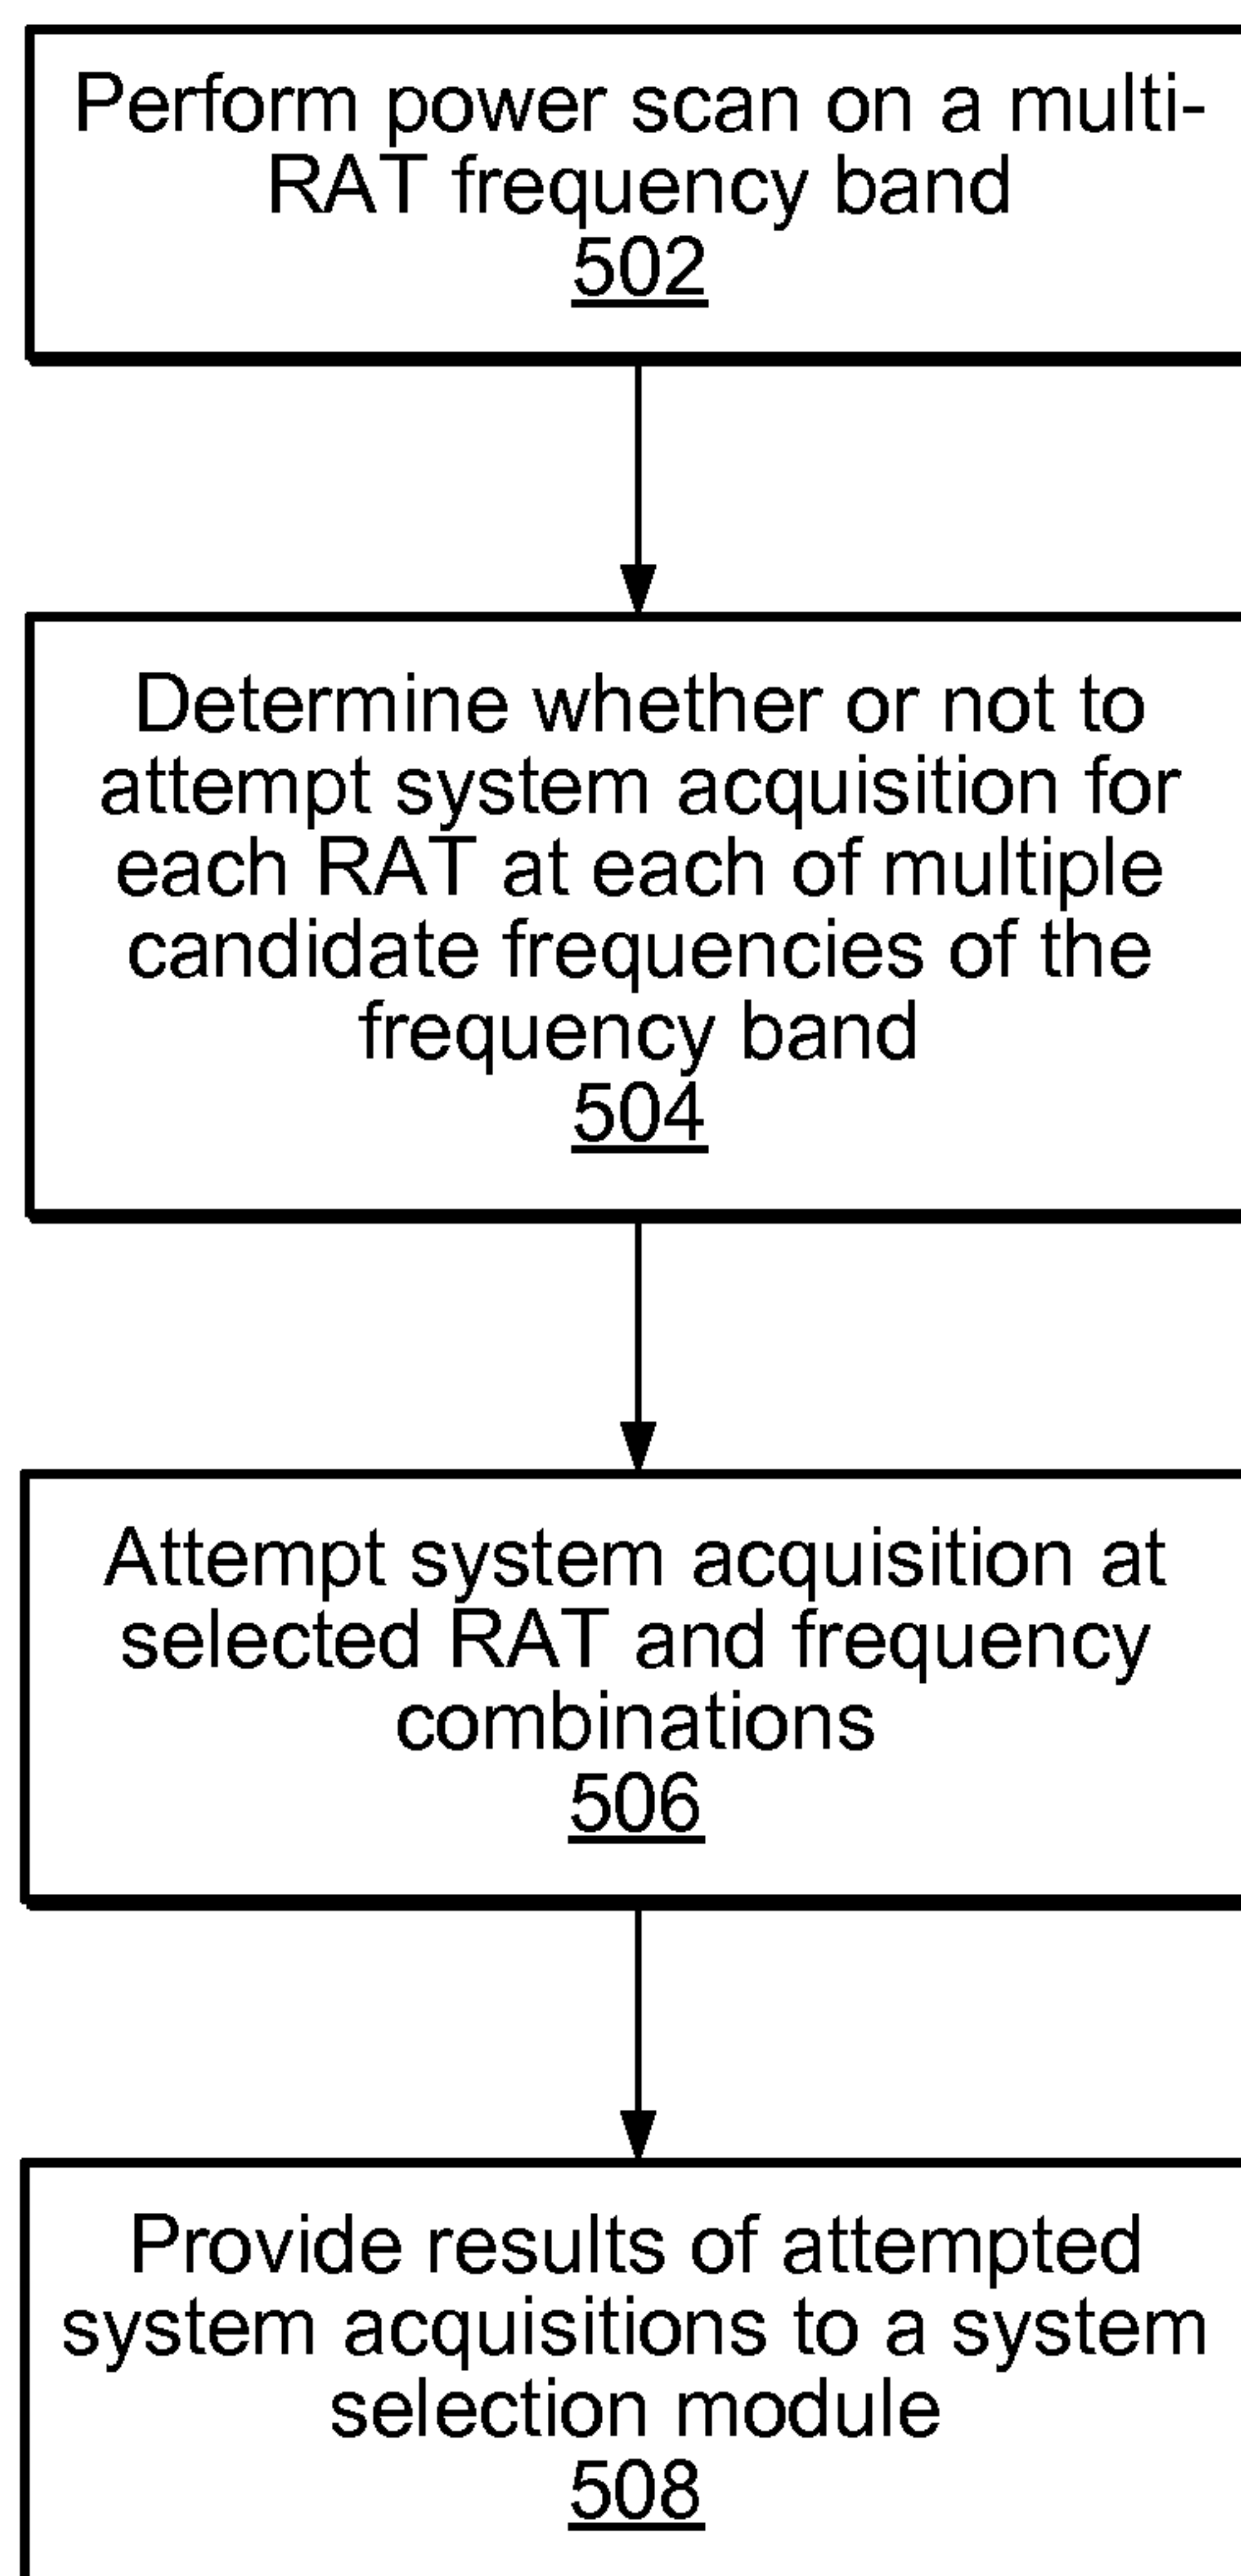 Perform power scan on a multi-
RAT frequency band
502
Determine whether or not to
attempt system acquisition for
each RAT at each of multiple
candidate frequencies of the
frequency band
504
Attempt system acquisition at
selected RAT and frequency
combinations
506
Provide results of attempted
system acquisitions to a system
selection module
508